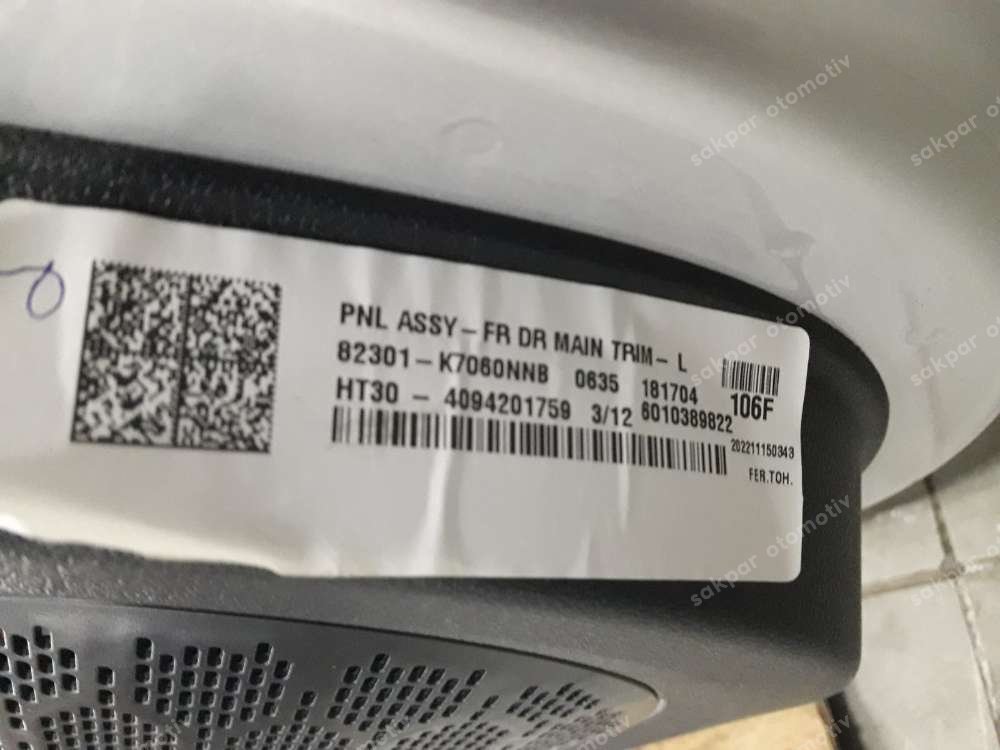 PNL ASSY-FR DR MAIN TRIM- L
82301-K7060NNB 0635 181704
HT30 - 4094201759 3/12 6010389822
106F
202211150343
FER.TOH.
sakpar otomotiv
sakpar otomotiv
sakpar otomotiv
sakpar otomotiv
sakpar otomotiv
sakpar otomotiv